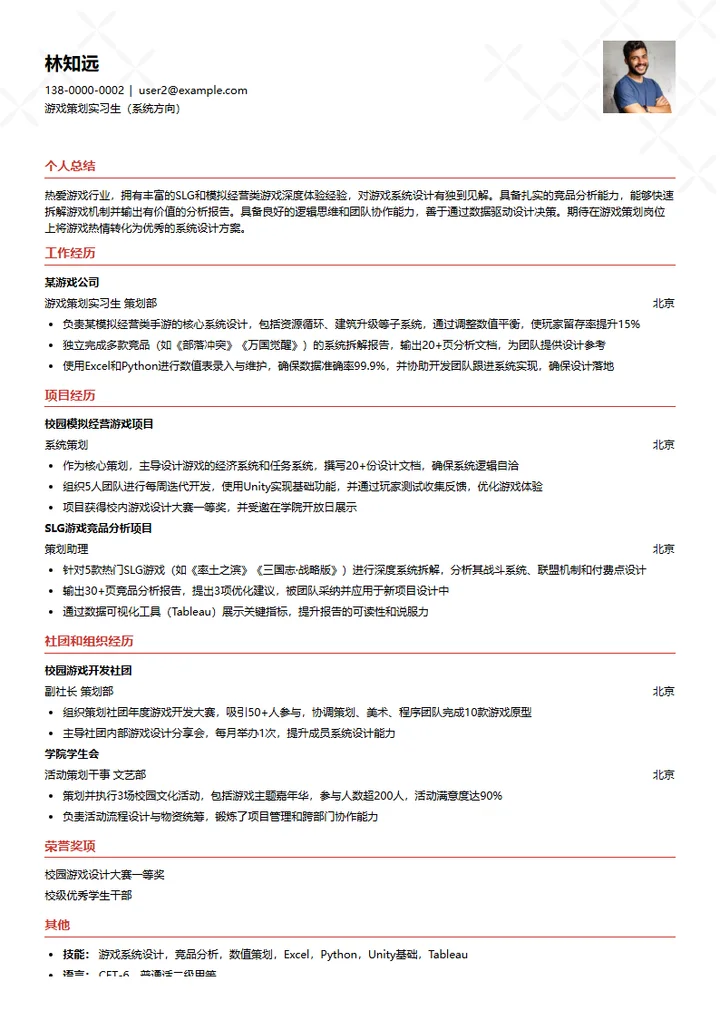 林知远
138-0000-0002 | user2@example.com
游戏策划实习生（系统方向）
个人总结
热爱游戏行业，拥有丰富的SLG和模拟经营类游戏深度体验经验，对游戏系统设计有独到见解。具备扎实的竞品分析能力，能够快速
拆解游戏机制并输出有价值的分析报告。具备良好的逻辑思维和团队协作能力，善于通过数据驱动设计决策。期待在游戏策划岗位
上将游戏热情转化为优秀的系统设计方案。
工作经历
某游戏公司
游戏策划实习生 策划部 北京
• 负责某模拟经营类手游的核心系统设计，包括资源循环、建筑升级等子系统，通过调整数值平衡，使玩家留存率提升15%
• 独立完成多款竞品（如《部落冲突》《万国觉醒》）的系统拆解报告，输出20+页分析文档，为团队提供设计参考
• 使用Excel和Python进行数值表录入与维护，确保数据准确率99.9%，并协助开发团队跟进系统实现，确保设计落地
项目经历
校园模拟经营游戏项目
系统策划 北京
• 作为核心策划，主导设计游戏的经济系统和任务系统，撰写20+份设计文档，确保系统逻辑自洽
• 组织5人团队进行每周迭代开发，使用Unity实现基础功能，并通过玩家测试收集反馈，优化游戏体验
• 项目获得校内游戏设计大赛一等奖，并受邀在学院开放日展示
SLG游戏竞品分析项目
策划助理 北京
• 针对5款热门SLG游戏（如《率土之滨》《三国志·战略版》）进行深度系统拆解，分析其战斗系统、联盟机制和付费点设计
• 输出30+页竞品分析报告，提出3项优化建议，被团队采纳并应用于新项目设计中
• 通过数据可视化工具（Tableau）展示关键指标，提升报告的可读性和说服力
社团和组织经历
校园游戏开发社团
副社长 策划部 北京
• 组织策划社团年度游戏开发大赛，吸引50+人参与，协调策划、美术、程序团队完成10款游戏原型
• 主导社团内部游戏设计分享会，每月举办1次，提升成员系统设计能力
学院学生会
活动策划干事 文艺部 北京
• 策划并执行3场校园文化活动，包括游戏主题嘉年华，参与人数超200人，活动满意度达90%
• 负责活动流程设计与物资统筹，锻炼了项目管理和跨部门协作能力
荣誉奖项
校园游戏设计大赛一等奖
校级优秀学生干部
其他
• 技能： 游戏系统设计，竞品分析，数值策划，Excel，Python，Unity基础，Tableau
• 语言： CET-6，普通话二级甲等